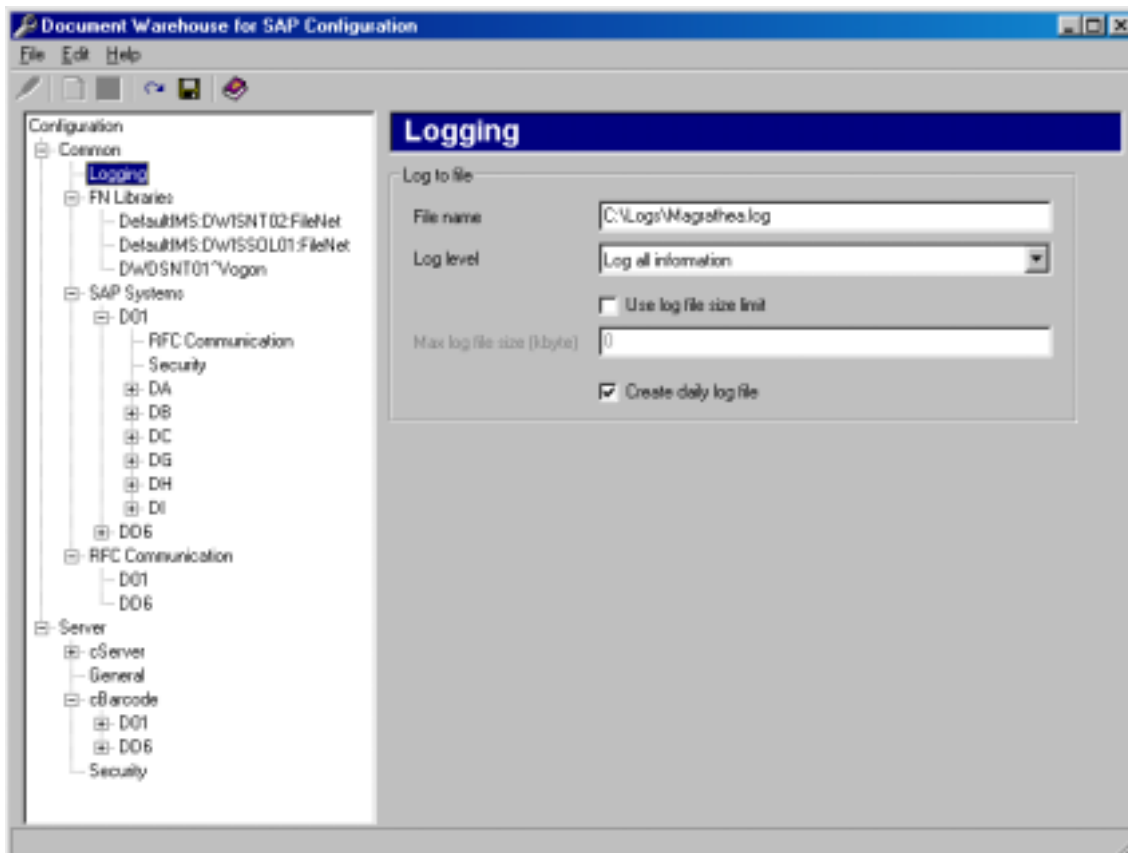 Document Warehouse for SAP Configuration
File Edit Help
Configuration
Common
Logging
FN Libraries
DefaultIMS:DWISNT02:FileNet
DefaultIMS:DWISSOL01:FileNet
DWDSNT01^Vogon
SAP Systems
D01
RFC Communication
Security
DA
DB
DC
DG
DH
DI
DD6
RFC Communication
D01
DD6
Server
cServer
General
cBarcode
D01
DD6
Security
Logging
Log to file
File name C:\Logs\Magrathea.log
Log level Log all information
Use log file size limit
Max log file size (kbyte) 0
Create daily log file